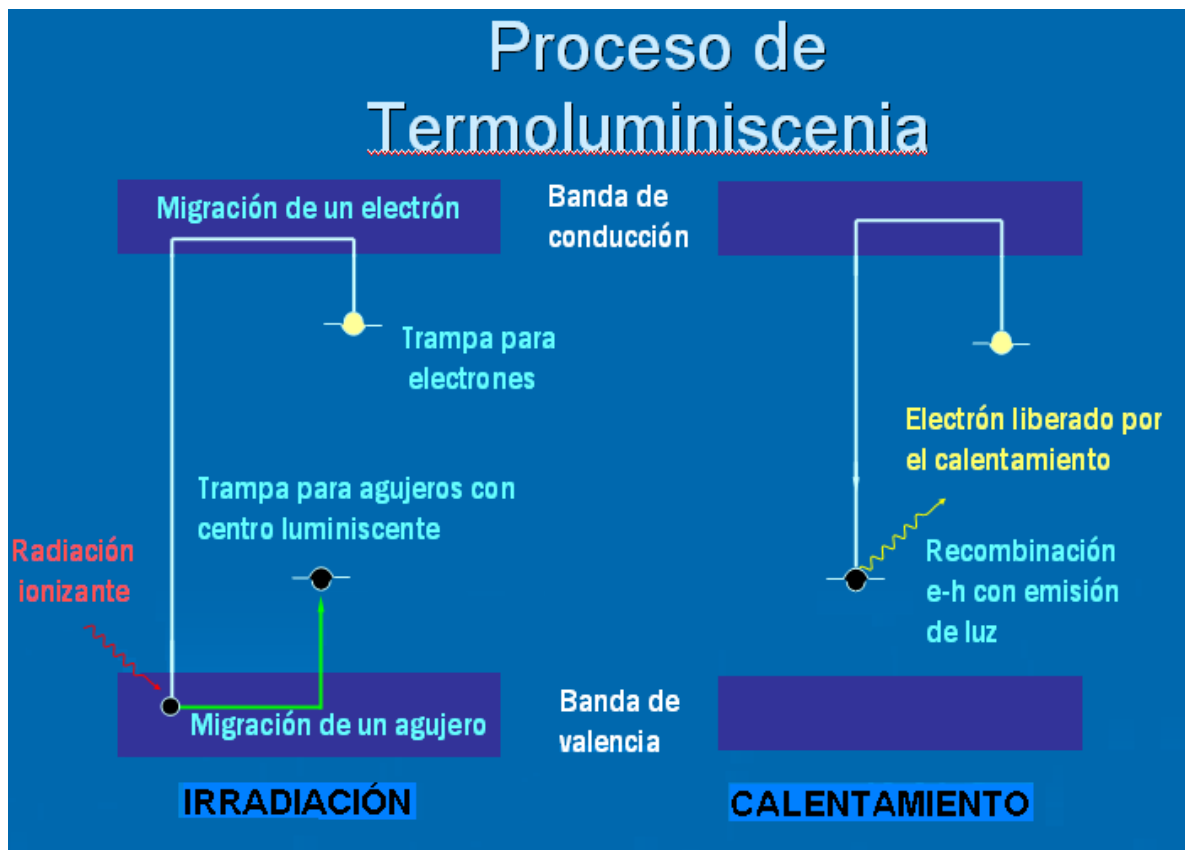 Proceso de
Termoluminiscenia
Migración de un electrón
Banda de
conducción
Trampa para
electrones
Electrón liberado por
el calentamiento
Trampa para agujeros con
centro luminiscente
Radiación
ionizante
Recombinación
e-h con emisión
de luz
Migración de un agujero
Banda de
valencia
IRRADIACIÓN
CALENTAMIENTO